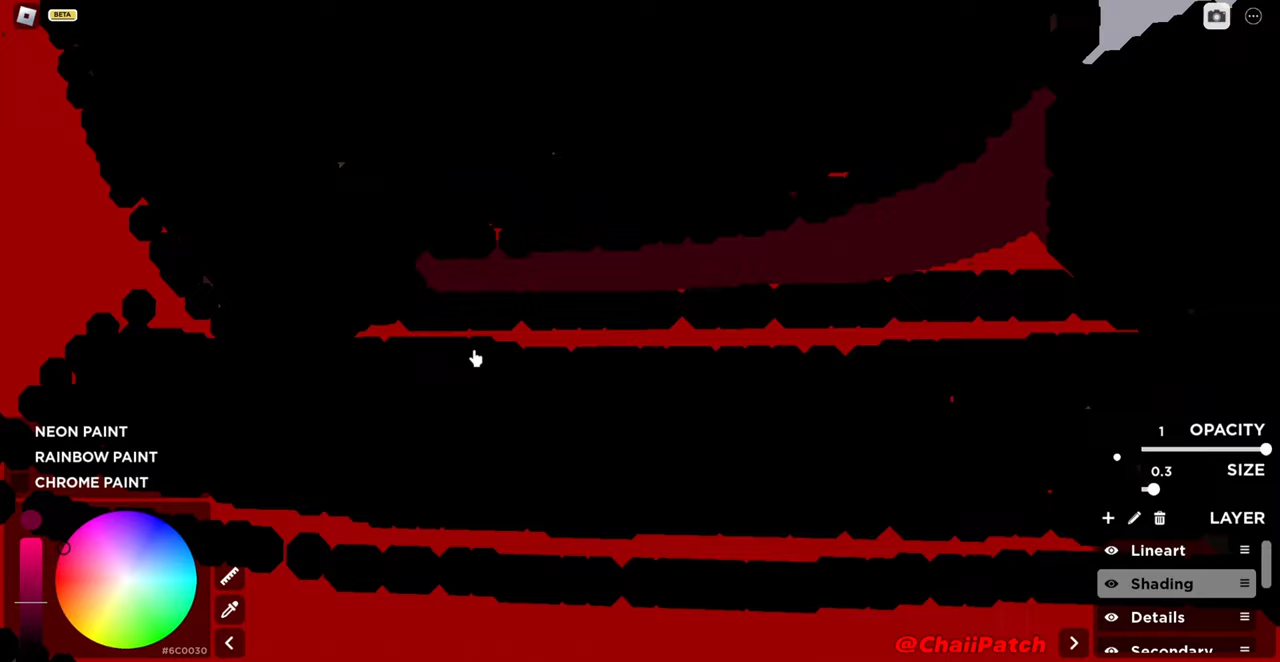 BETA
NEON PAINT
RAINBOW PAINT
CHROME PAINT
#6C0030
1 OPACITY
0.3 SIZE
LAYER
Lineart
Shading
Details
Secondary
@ChaiiPatch